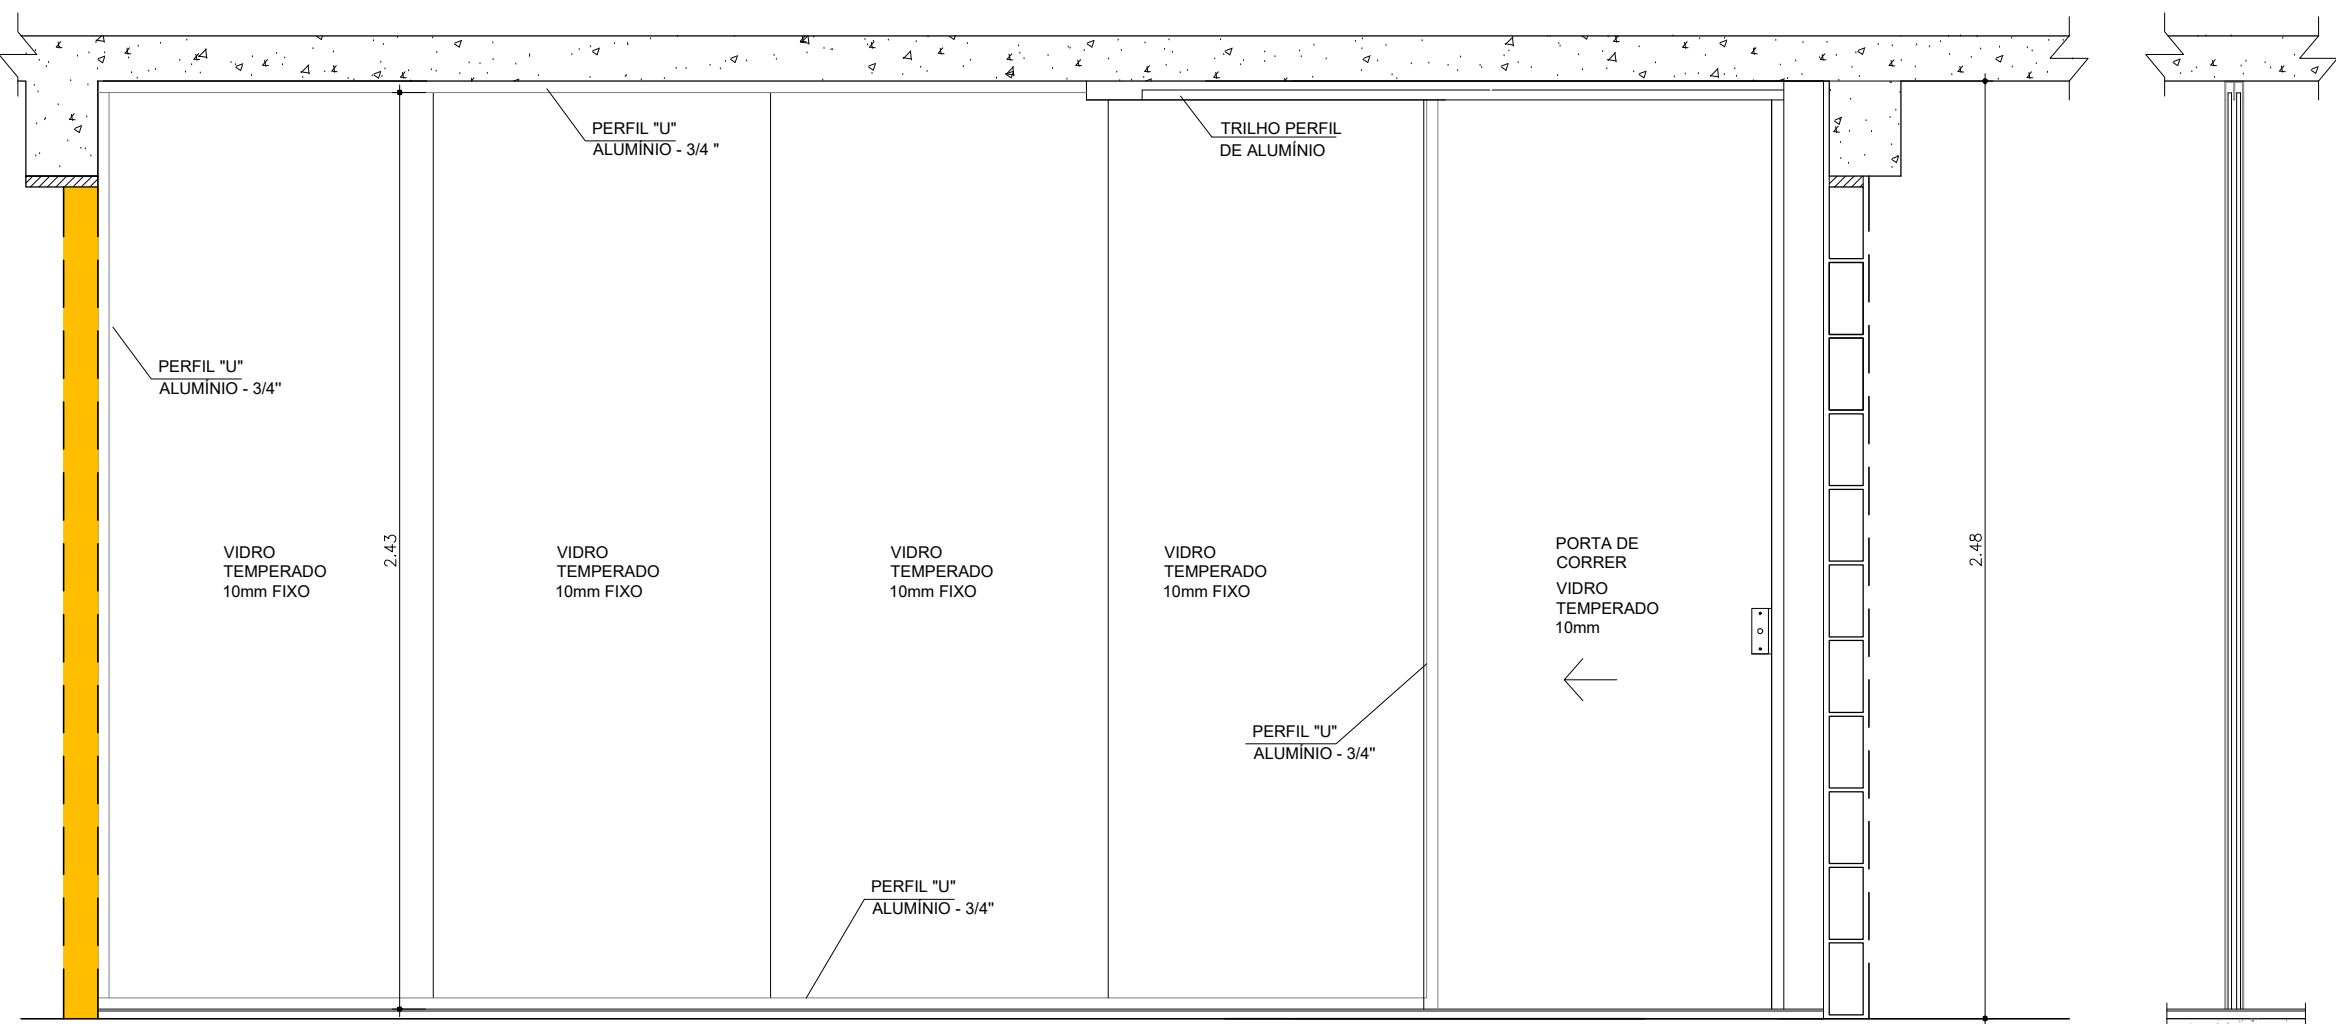 PERFIL "U"
ALUMÍNIO - 3/4 "
TRILHO PERFIL
DE ALUMÍNIO
PERFIL "U"
ALUMÍNIO - 3/4"
2.43
VIDRO
TEMPERADO
10mm FIXO
VIDRO
TEMPERADO
10mm FIXO
VIDRO
TEMPERADO
10mm FIXO
VIDRO
TEMPERADO
10mm FIXO
PORTA DE
CORRER
VIDRO
TEMPERADO
10mm
2.48
PERFIL "U"
ALUMÍNIO - 3/4"
PERFIL "U"
ALUMÍNIO - 3/4"